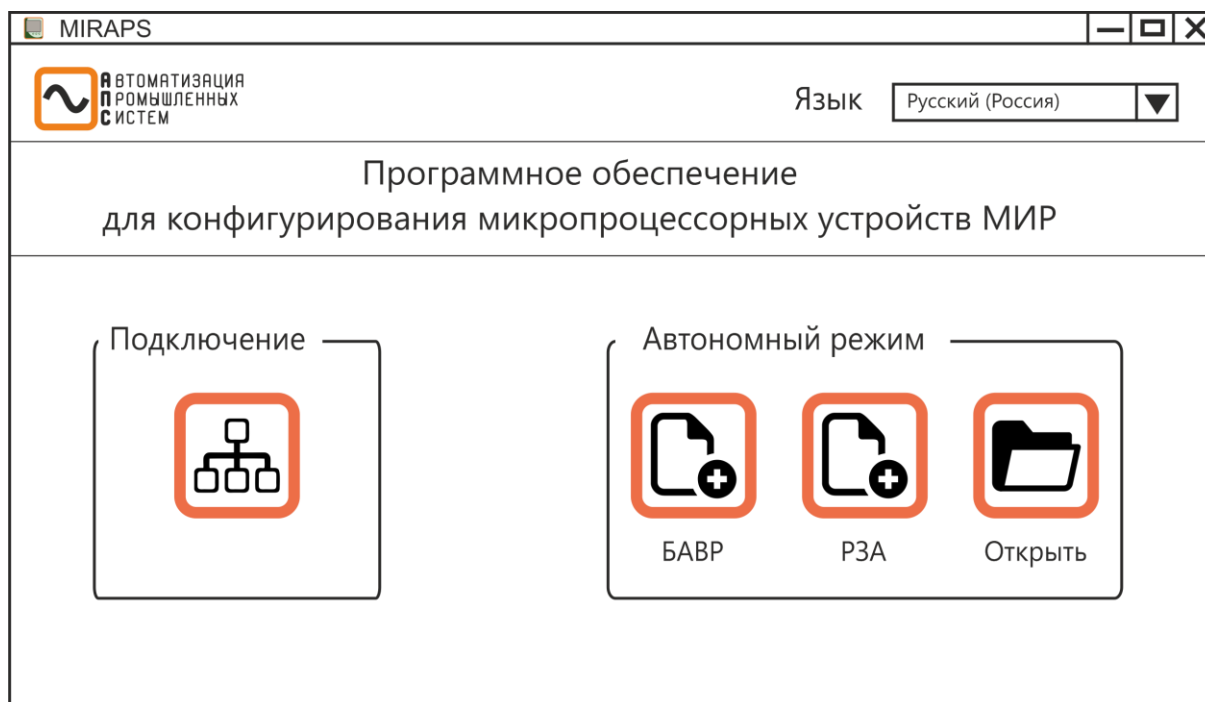 MIRAPS
АВТОМАТИЗАЦИЯ
ПРОМЫШЛЕННЫХ
СИСТЕМ
Язык
Русский (Россия)
Программное обеспечение
для конфигурирования микропроцессорных устройств МИР
Подключение
Автономный режим
БАВР
РЗА
Открыть